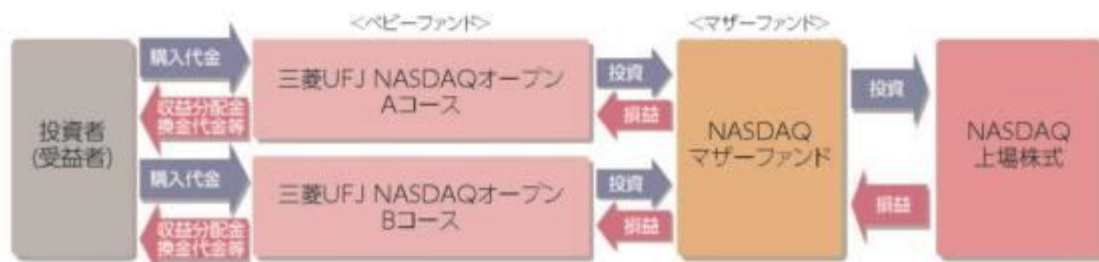 <ベビーファンド>
<マザーファンド>
投資者
(受益者)
購入代金
収益分配金
換金代金等
三菱UFJ NASDAQオープン
Aコース
投資
損益
購入代金
収益分配金
換金代金等
三菱UFJ NASDAQオープン
Bコース
投資
損益
NASDAQ
マザーファンド
投資
損益
NASDAQ
上場株式